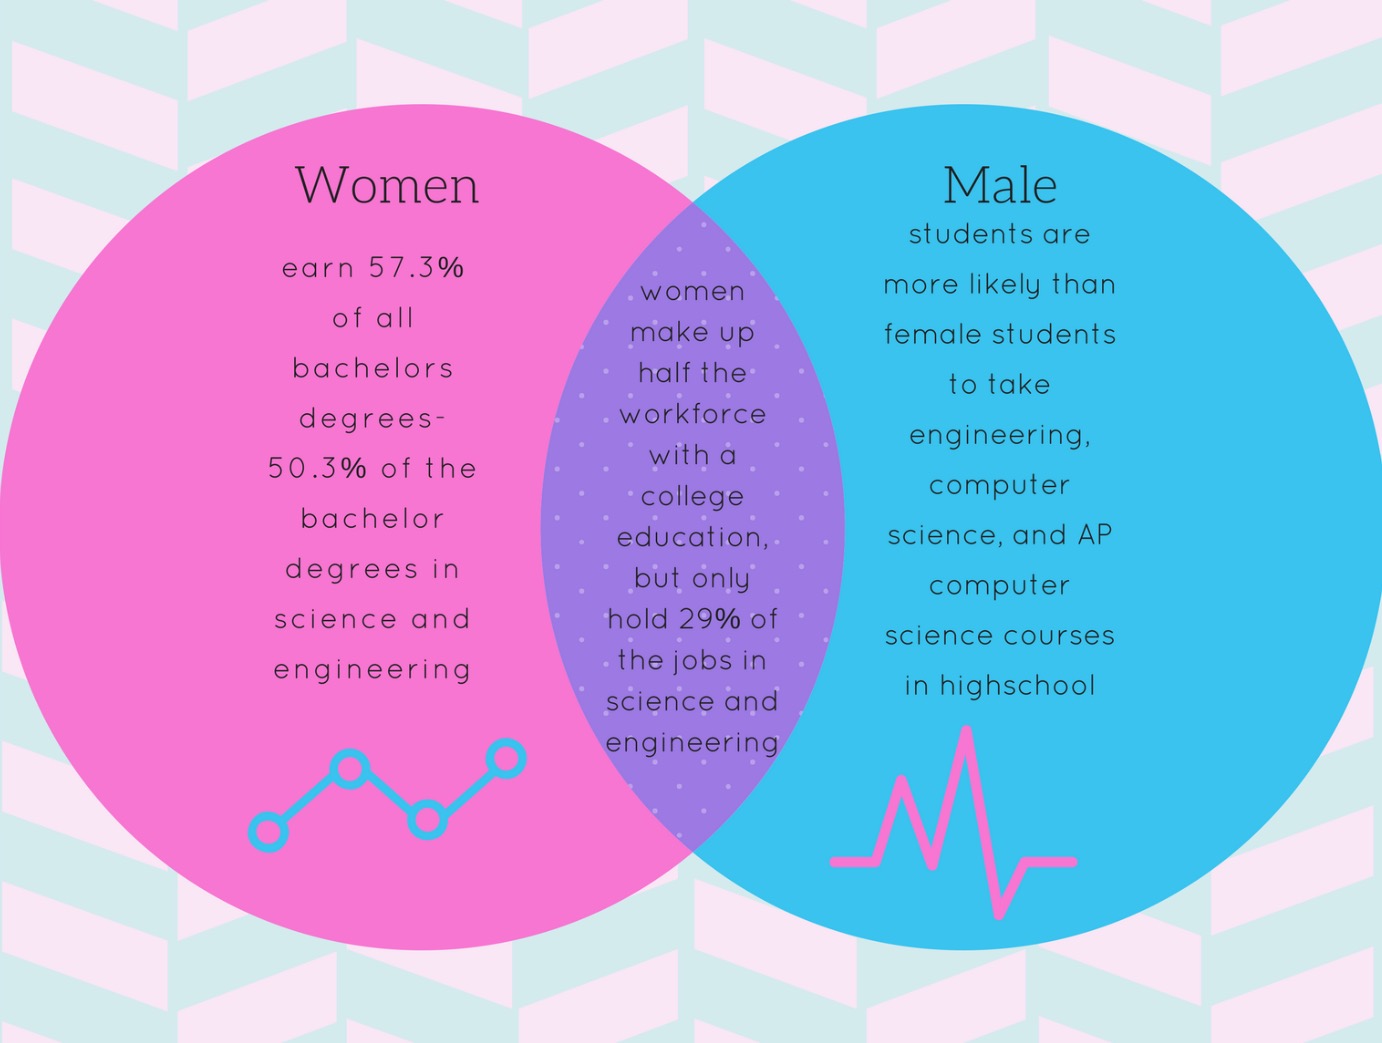 Women
earn 57.3%
of all
bachelors
degrees-
50.3% of the
bachelor
degrees in
science and
engineering
women
make up
half the
workforce
with a
college
education,
but only
hold 29% of
the jobs in
science and
engineering
Male
students are
more likely than
female students
to take
engineering,
computer
science, and AP
computer
science courses
in highschool